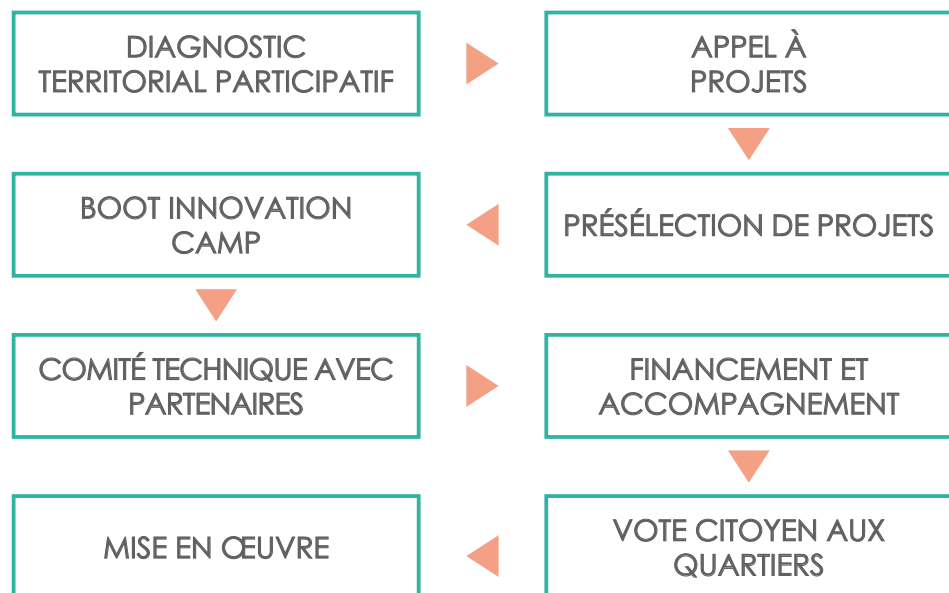 DIAGNOSTIC
TERRITORIAL PARTICIPATIF
APPEL À
PROJETS
PRÉSÉLECTION DE PROJETS
BOOT INNOVATION
CAMP
COMITÉ TECHNIQUE AVEC
PARTENAIRES
FINANCEMENT ET
ACCOMPAGNEMENT
VOTE CITOYEN AUX
QUARTIERS
MISE EN ŒUVRE